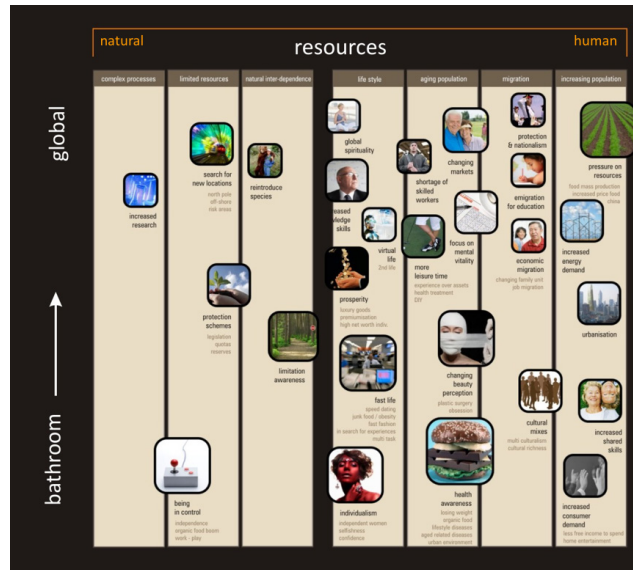 natural
resources
human
global
bathroom
complex processes
limited resources
natural inter-dependence
life style
aging population
migration
increasing population
increased
research
search for
new locations
north pole
off-shore
risk areas
protection
schemes
legislation
quotas
reserves
being
in control
independence
organic food boom
work - play
reintroduce
species
limitation
awareness
global
spirituality
skills
virtual
life
2nd life
prosperity
luxury goods
premiumisation
high net worth indiv.
fast life
speed dating
junk food / obesity
fast fashion
in search for experiences
multi task
individualism
independent woman
selfishness
confidence
changing
markets
shortage of
skilled
workers
focus on
mental
vitality
more
leisure time
experience over assets
health treatment
DIY
changing
beauty
perception
plastic surgery
obsession
health
awareness
losing weight
organic food
lifestyle diseases
aged related diseases
urban environment
protection
& nationalism
emigration
for education
economic
migration
changing family unit
job migration
cultural
mixes
multi culturalism
cultural richness
pressure on
resources
food mass production
increased price food
china
increased
energy
demand
urbanisation
increased
shared
skills
increased
consumer
demand
less free income to spend
home entertainment